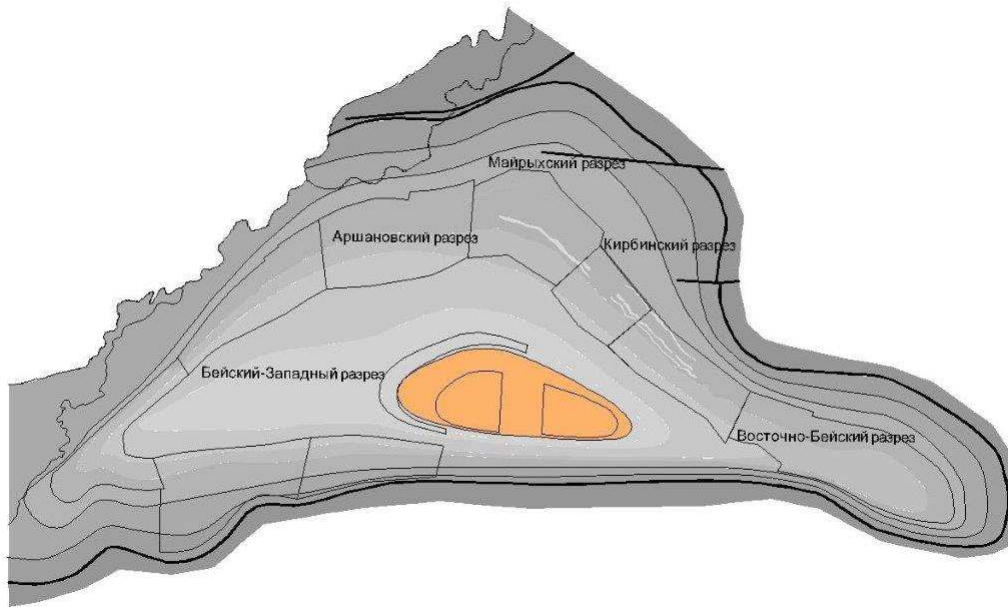 Майрыхский разрез
Аршановский разрез
Кирбинский разрез
Бейский-Западный разрез
Восточно-Бейский разрез